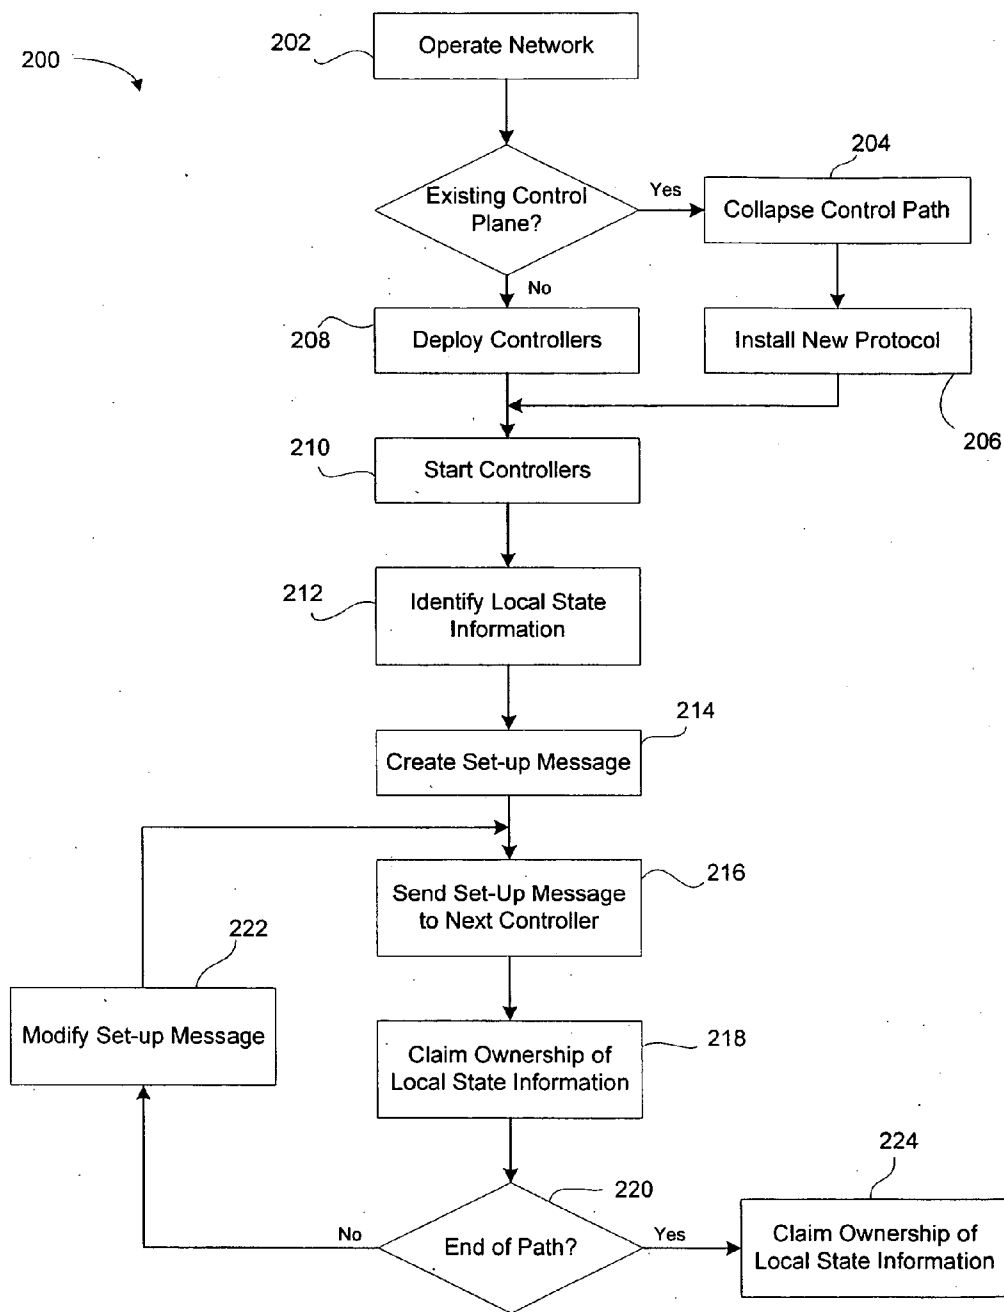 200
202
Operate Network
Existing Control
Plane?
Yes
204
Collapse Control Path
No
208
Deploy Controllers
Install New Protocol
206
210
Start Controllers
212
Identify Local State
Information
214
Create Set-up Message
216
Send Set-Up Message
to Next Controller
222
Modify Set-up Message
218
Claim Ownership of
Local State Information
220
End of Path?
No
Yes
224
Claim Ownership of
Local State Information